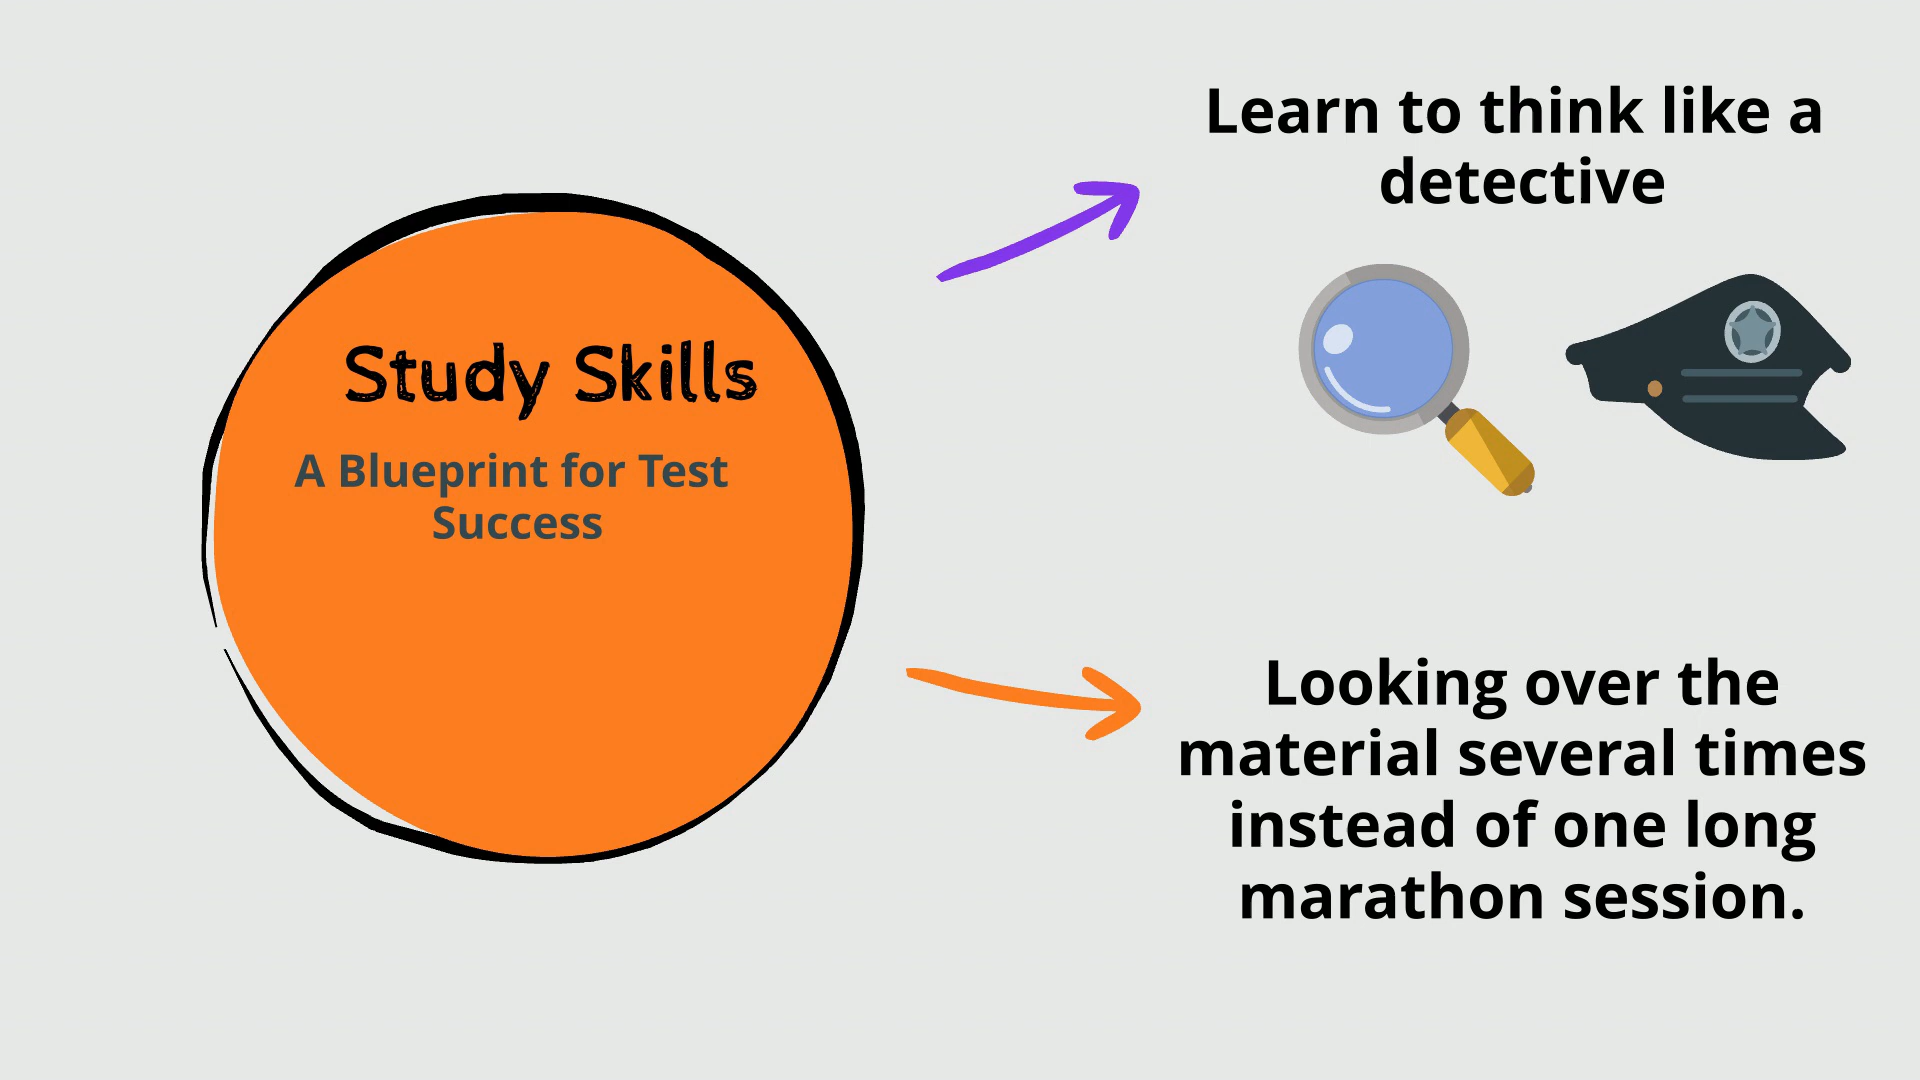 Study Skills
A Blueprint for Test
Success
Learn to think like a
detective
Looking over the
material several times
instead of one long
marathon session.